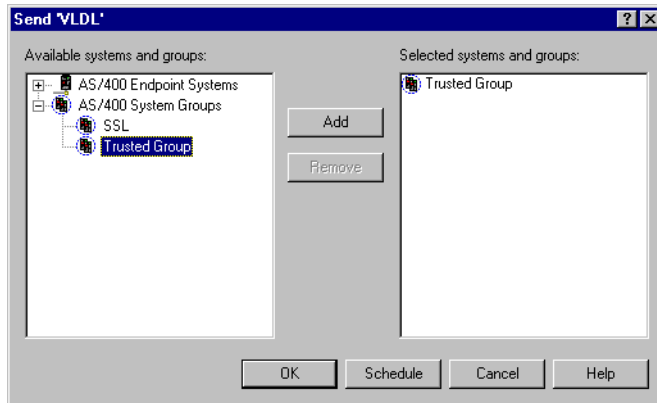 Send 'VLDL'
Available systems and groups:
Selected systems and groups:
AS/400 Endpoint Systems
AS/400 System Groups
SSL
Trusted Group
Add
Remove
Trusted Group
OK
Schedule
Cancel
Help